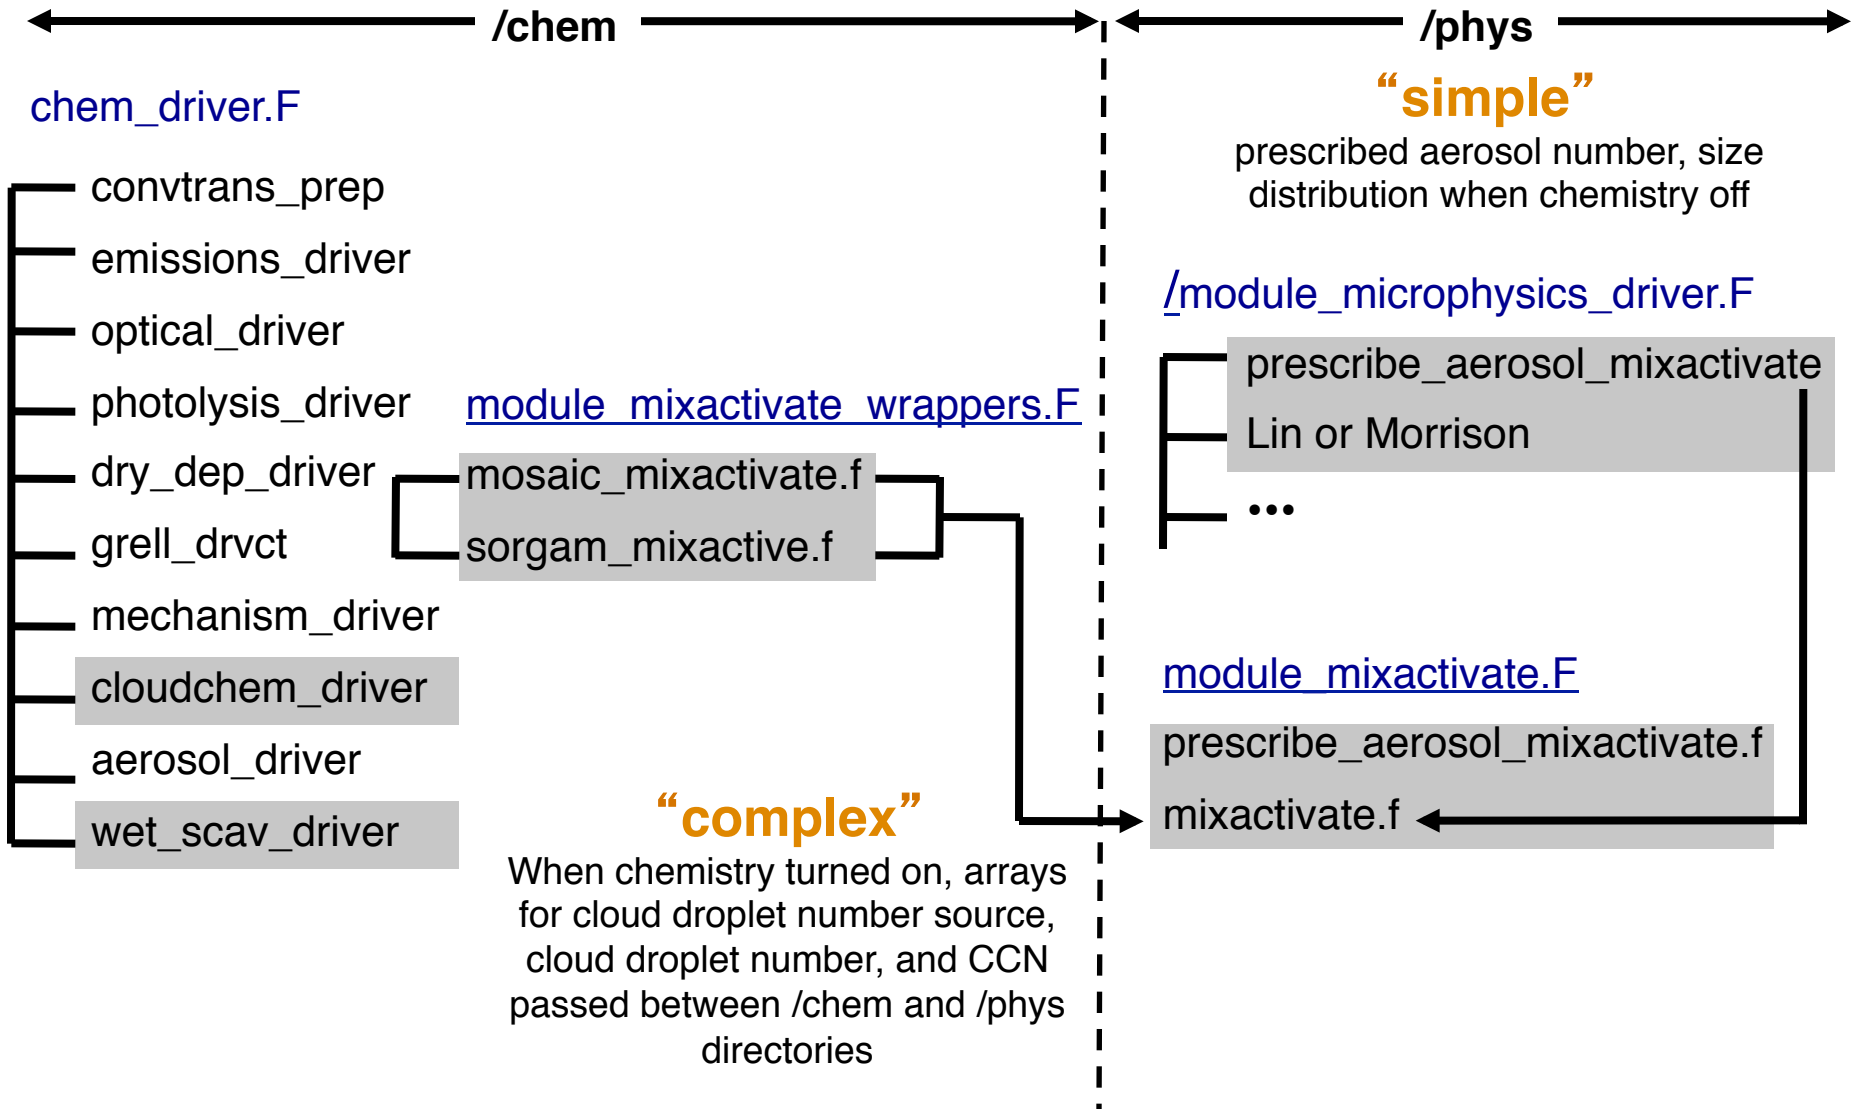 /chem
/phys
chem_driver.F
convtrans_prep
emissions_driver
optical_driver
photolysis_driver
dry_dep_driver
grell_drvct
mechanism_driver
cloudchem_driver
aerosol_driver
wet_scav_driver
module_mixactivate_wrappers.F
mosaic_mixactivate.f
sorgam_mixactive.f
“complex”
When chemistry turned on, arrays
for cloud droplet number source,
cloud droplet number, and CCN
passed between /chem and /phys
directories
“simple”
prescribed aerosol number, size
distribution when chemistry off
/module_microphysics_driver.F
prescribe_aerosol_mixactivate
Lin or Morrison
...
module_mixactivate.F
prescribe_aerosol_mixactivate.f
mixactivate.f